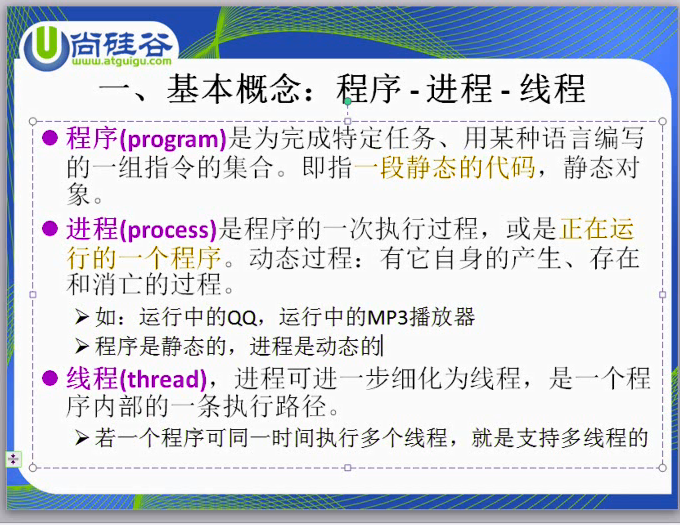 尚硅谷
www.atguigu.com
一、基本概念：程序 - 进程 - 线程
程序(program)是为完成特定任务、用某种语言编写
的一组指令的集合。即指一段静态的代码，静态对
象。
进程(process)是程序的一次执行过程，或是正在运
行的一个程序。动态过程：有它自身的产生、存在
和消亡的过程。
如：运行中的QQ，运行中的MP3播放器
程序是静态的，进程是动态的
线程(thread)，进程可进一步细化为线程，是一个程
序内部的一条执行路径。
若一个程序可同一时间执行多个线程，就是支持多线程的